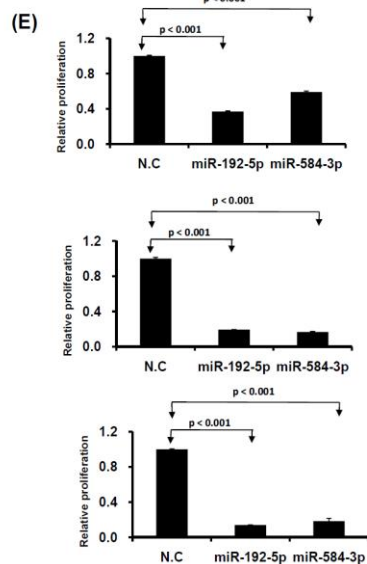 (E)
p < 0.001
p < 0.001
Relative proliferation
1.2
0.8
0.4
0.0
N.C miR-192-5p miR-584-3p
p < 0.001
p < 0.001
Relative proliferation
1.2
0.8
0.4
0.0
N.C miR-192-5p miR-584-3p
p < 0.001
p < 0.001
Relative proliferation
1.2
0.8
0.4
0.0
N.C miR-192-5p miR-584-3p